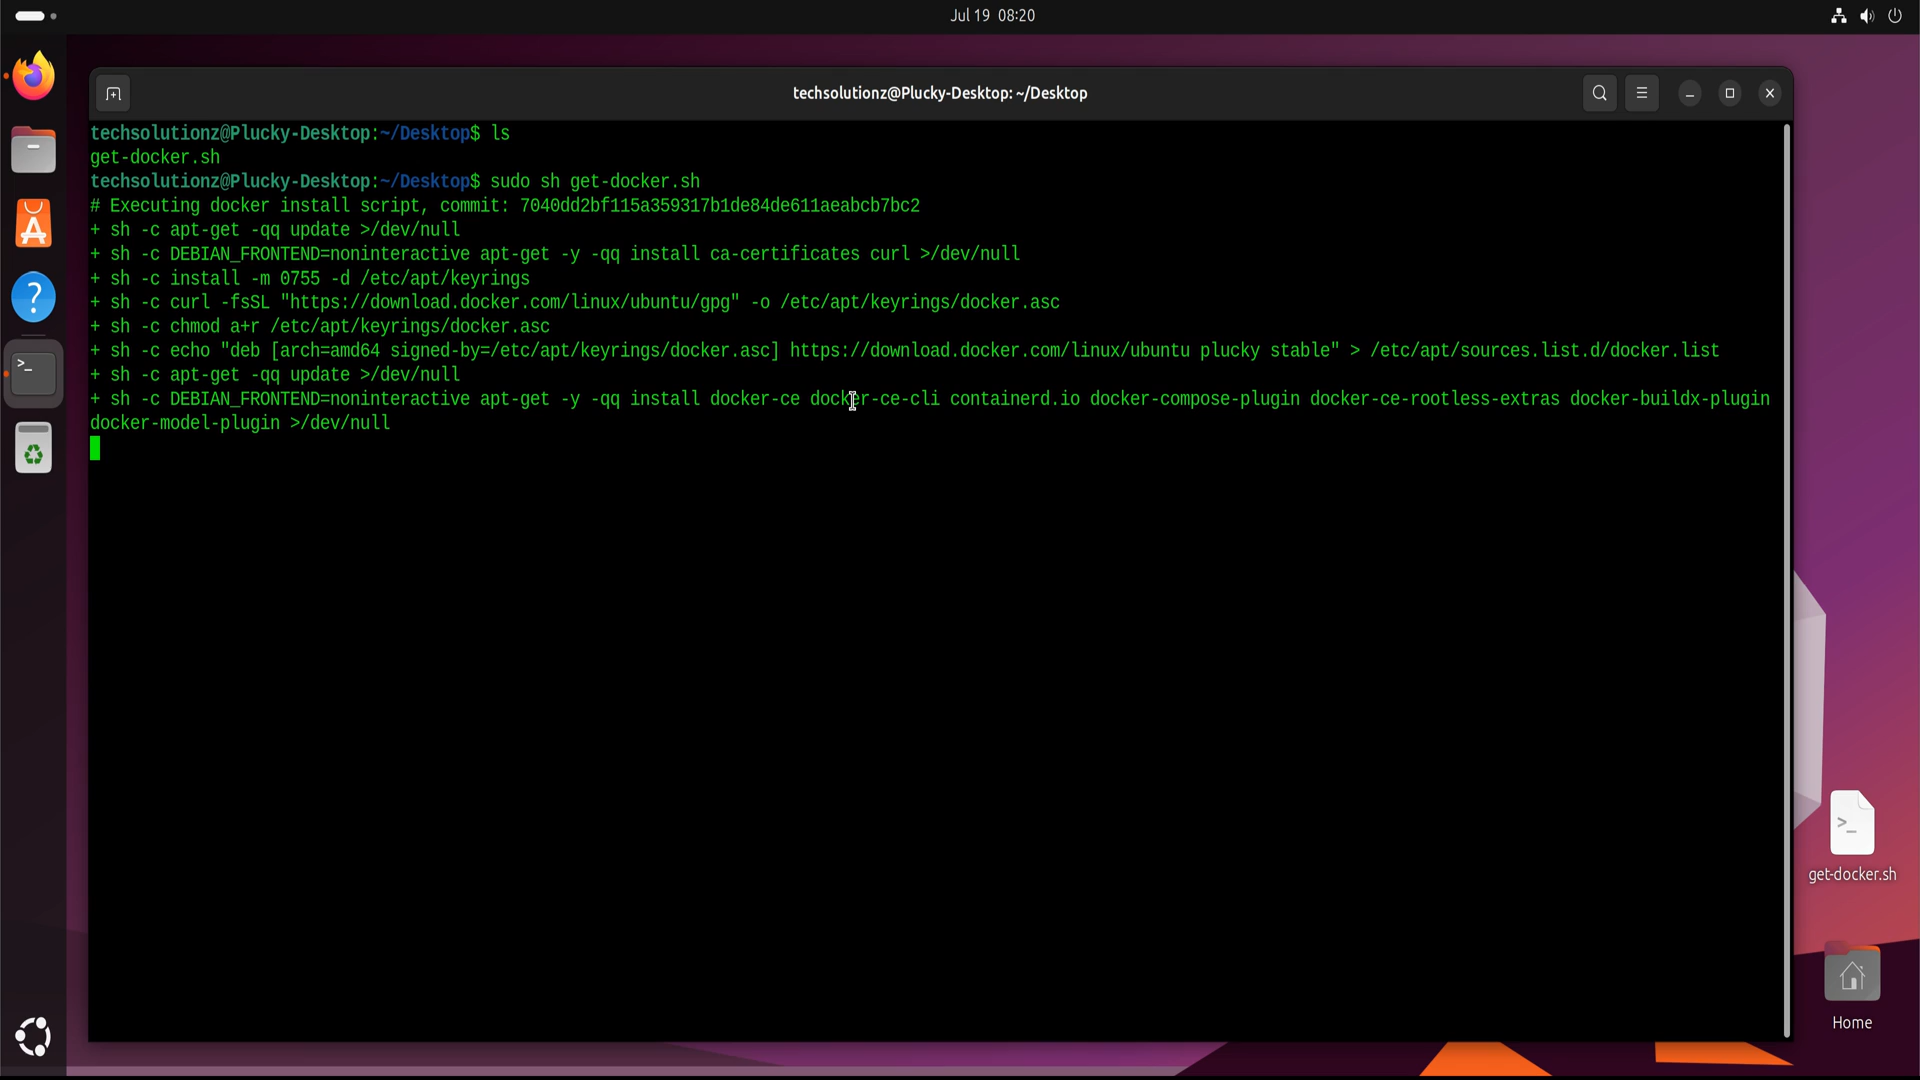 Jul 19 08:20
techsolutionz@Plucky-Desktop: ~/Desktop
techsolutionz@Plucky-Desktop:~/Desktop$ ls
get-docker.sh
techsolutionz@Plucky-Desktop:~/Desktop$ sudo sh get-docker.sh
# Executing docker install script, commit: 7040dd2bf115a359317b1de84de611aeabcb7bc2
+ sh -c apt-get -qq update >/dev/null
+ sh -c DEBIAN_FRONTEND=noninteractive apt-get -y -qq install ca-certificates curl >/dev/null
+ sh -c install -m 0755 -d /etc/apt/keyrings
+ sh -c curl -fsSL "https://download.docker.com/linux/ubuntu/gpg" -o /etc/apt/keyrings/docker.asc
+ sh -c chmod a+r /etc/apt/keyrings/docker.asc
+ sh -c echo "deb [arch=amd64 signed-by=/etc/apt/keyrings/docker.asc] https://download.docker.com/linux/ubuntu plucky stable" > /etc/apt/sources.list.d/docker.list
+ sh -c apt-get -qq update >/dev/null
+ sh -c DEBIAN_FRONTEND=noninteractive apt-get -y -qq install docker-ce docker-ce-cli containerd.io docker-compose-plugin docker-ce-rootless-extras docker-buildx-plugin
docker-model-plugin >/dev/null
get-docker.sh
Home